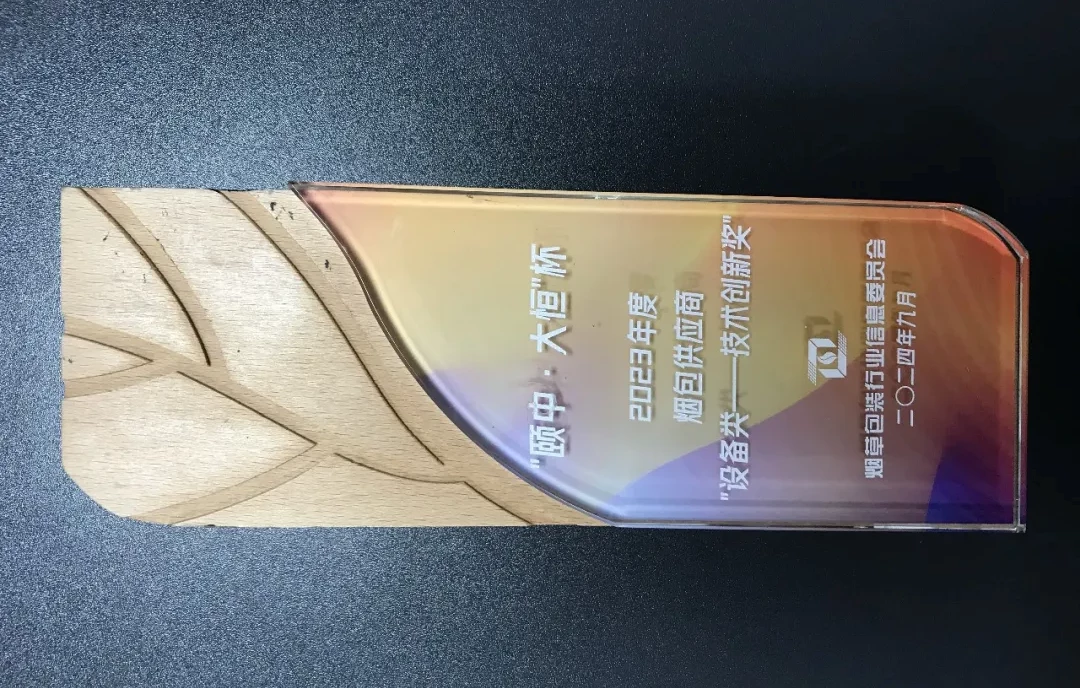 "颐中·大恒"杯
2023年度
烟包供应商
"设备类——技术创新奖"
烟草包装行业信息委员会
二〇二四年九月